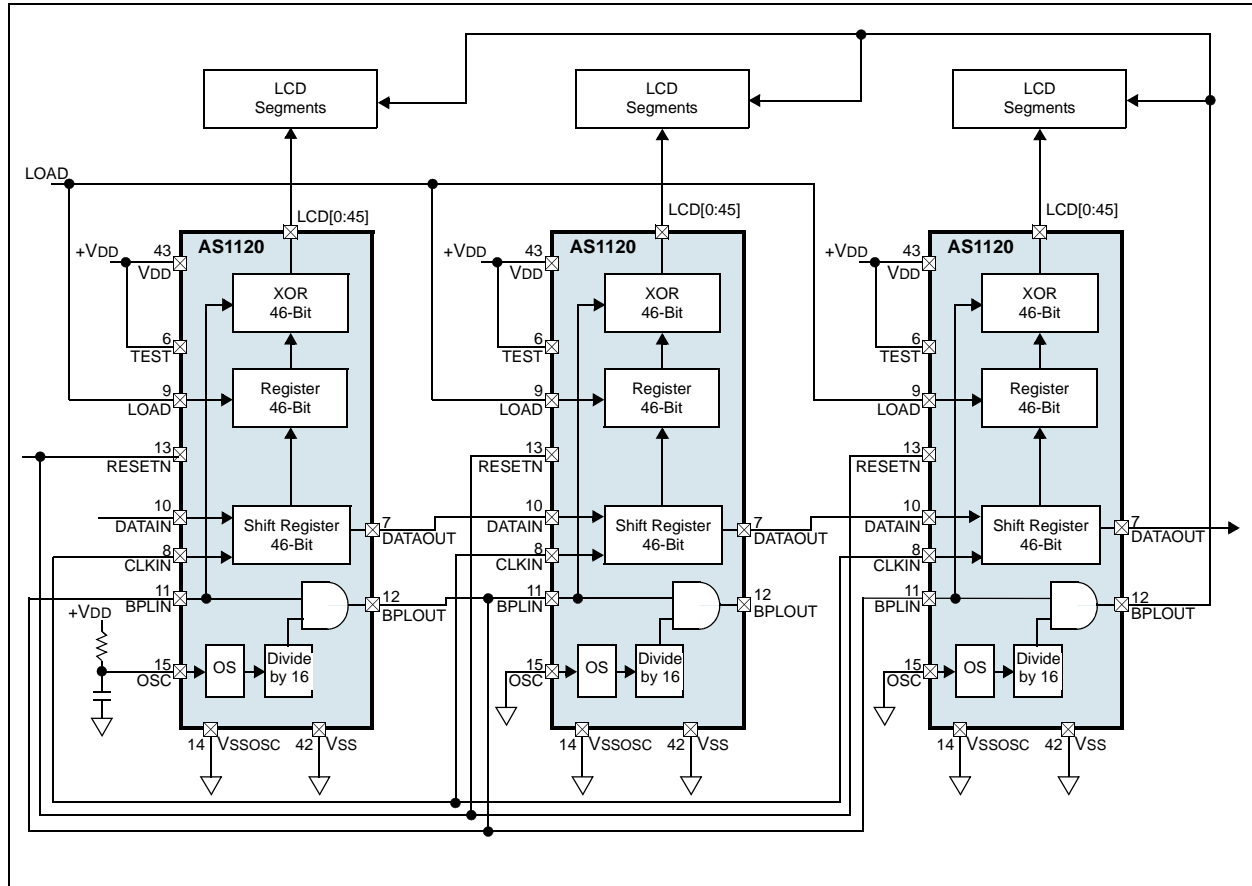 LCD
Segments
LCD
Segments
LCD
Segments
LOAD
LCD[0:45]
AS1120
+VDD
43
VDD
XOR
46-Bit
6
TEST
9
LOAD
Register
46-Bit
13
RESETN
10
DATAIN
Shift Register
46-Bit
7
DATAOUT
8
CLKIN
11
BPLIN
12
BPLOUT
+VDD
15
OSC
OS
Divide
by 16
14
VSSOSC
42
VSS
LCD[0:45]
AS1120
+VDD
43
VDD
XOR
46-Bit
6
TEST
9
LOAD
Register
46-Bit
13
RESETN
10
DATAIN
Shift Register
46-Bit
7
DATAOUT
8
CLKIN
11
BPLIN
12
BPLOUT
15
OSC
OS
Divide
by 16
14
VSSOSC
42
VSS
LCD[0:45]
AS1120
+VDD
43
VDD
XOR
46-Bit
6
TEST
9
LOAD
Register
46-Bit
13
RESETN
10
DATAIN
Shift Register
46-Bit
7
DATAOUT
8
CLKIN
11
BPLIN
12
BPLOUT
15
OSC
OS
Divide
by 16
14
VSSOSC
42
VSS